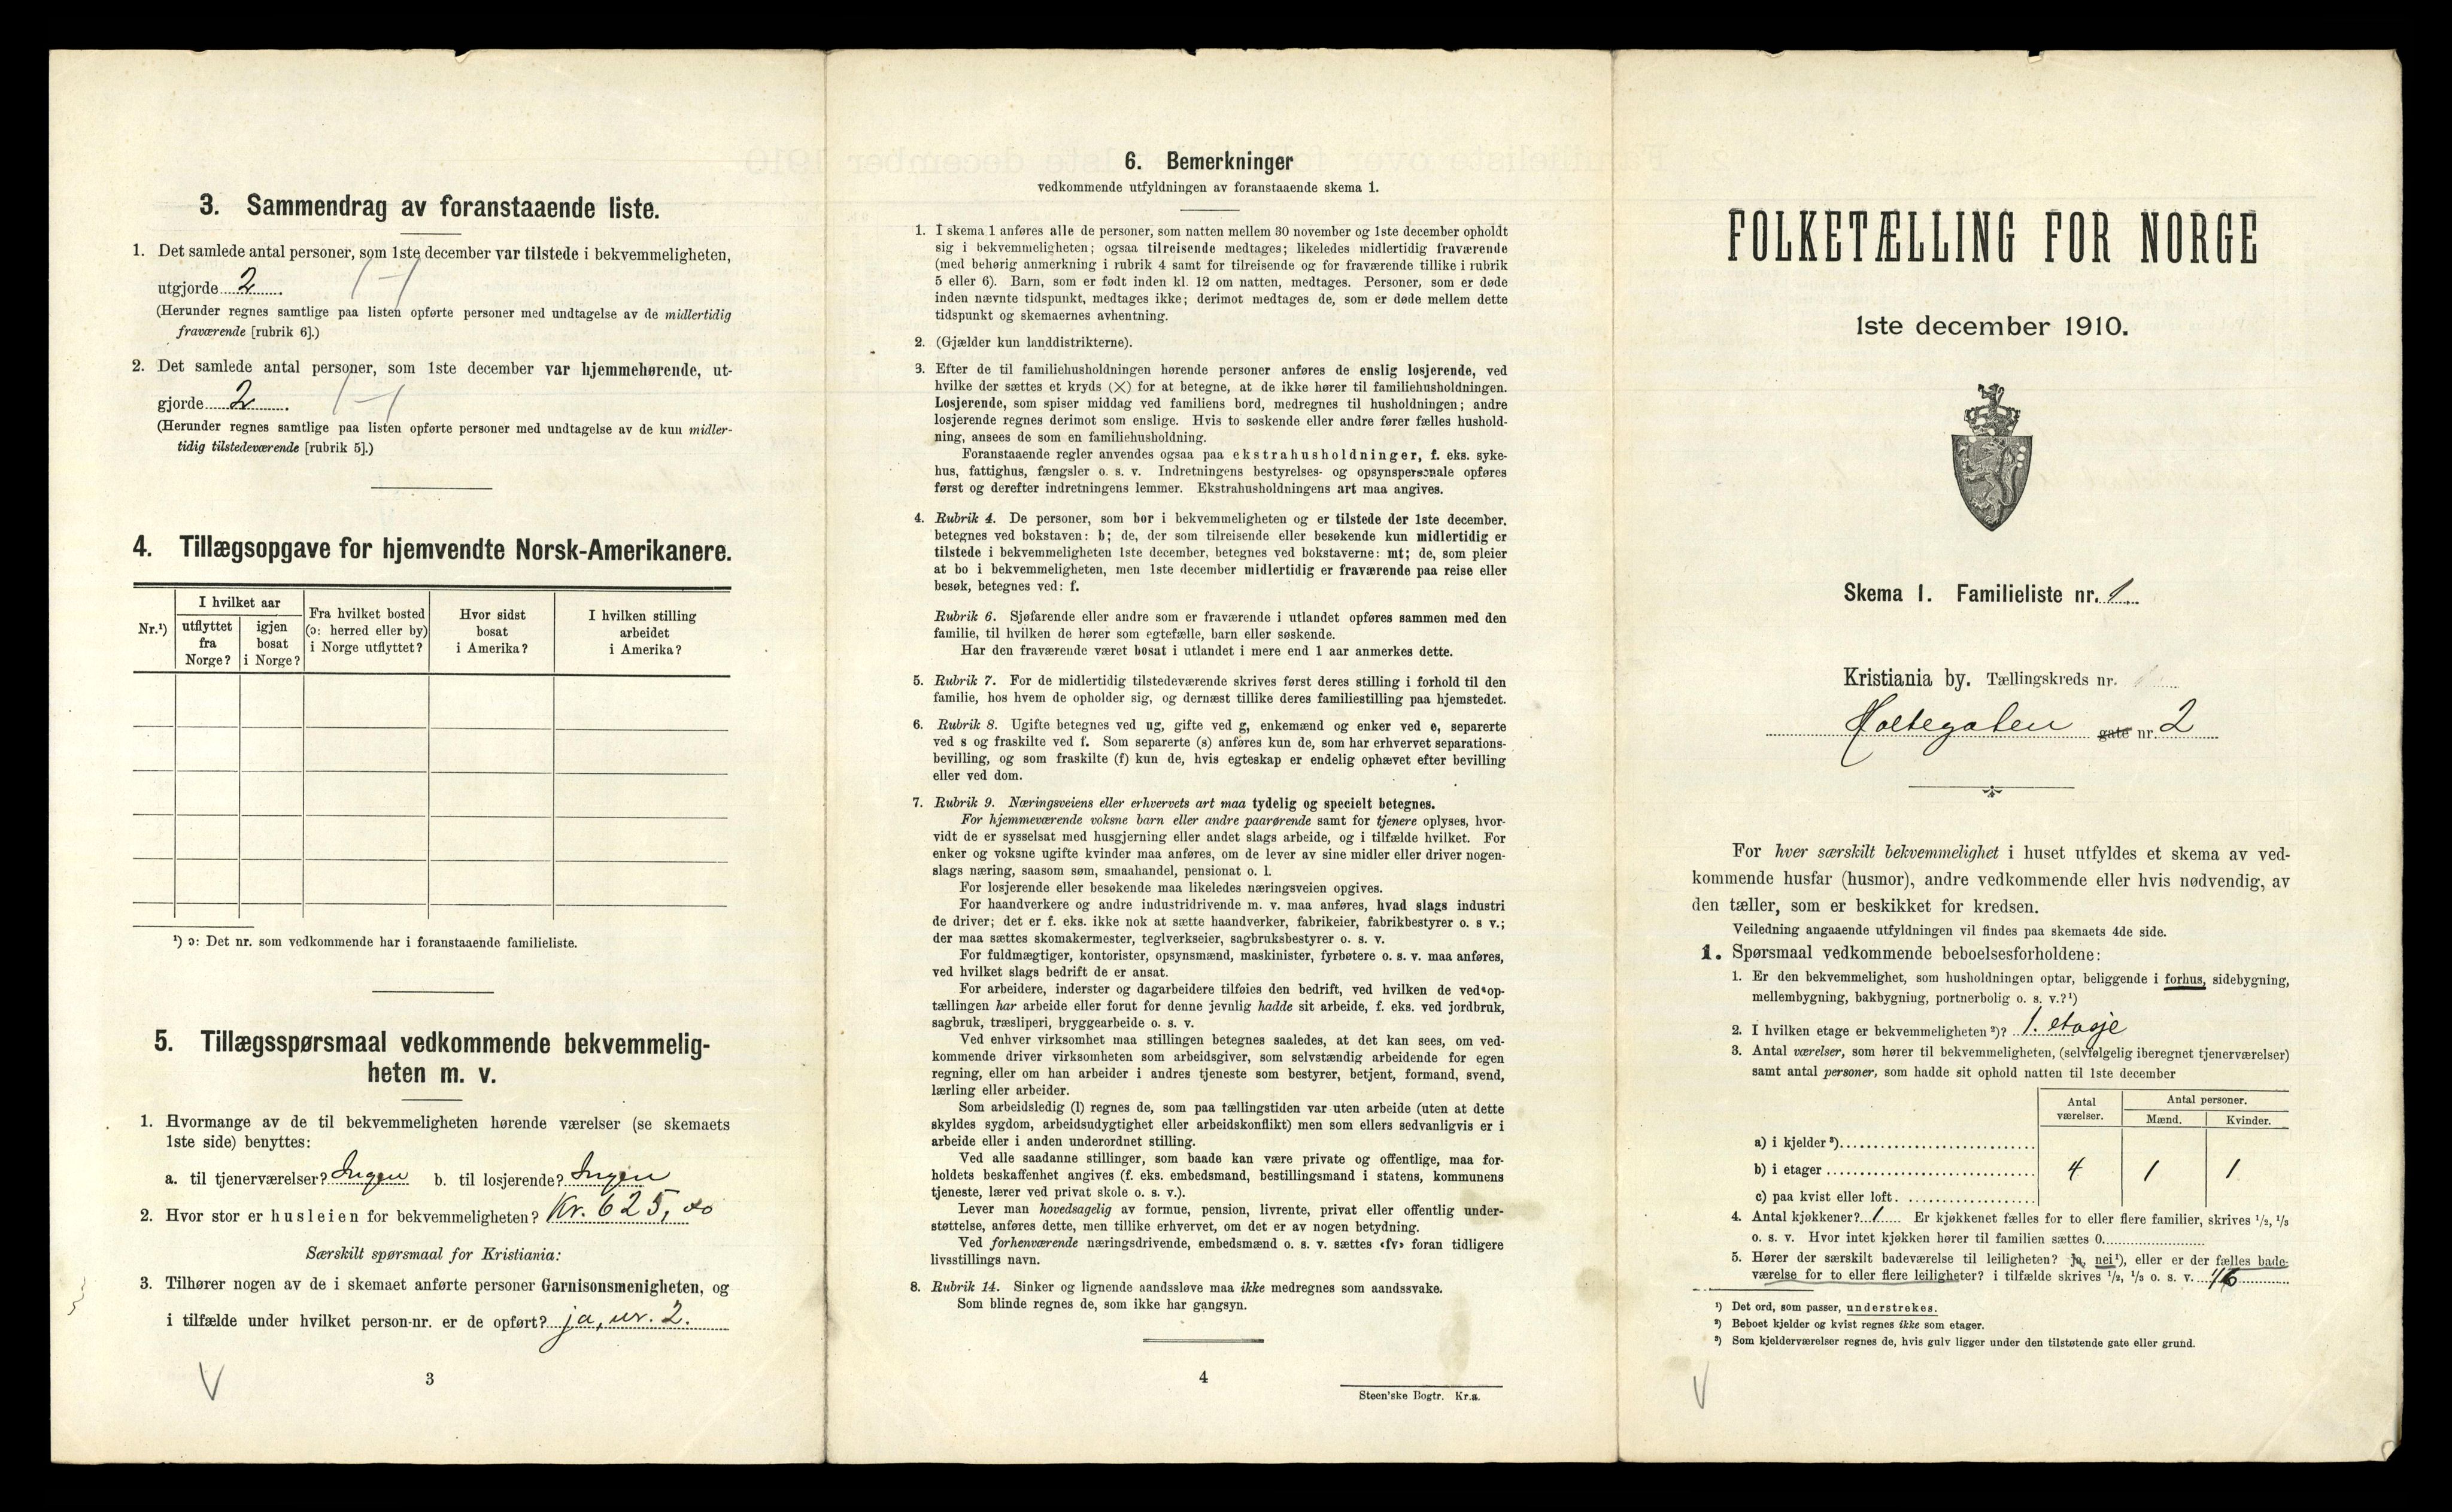 3. Sammendrag av foranstaaende liste.
1. Det samlede antal personer, som 1ste december var tilstede i bekvemmeligheten,
utgjorde 2 1-1
(Herunder regnes samtlige paa listen opførte personer med undtagelse av de midlertidig
fraværende [rubrik 6].)
2. Det samlede antal personer, som 1ste december var hjemmehørende, ut-
gjorde 2 1-1
(Herunder regnes samtlige paa listen opførte personer med undtagelse av de kun midler-
tidig tilstedeværende [rubrik 5].)
4. Tillægsopgave for hjemvendte Norsk-Amerikanere.
Nr.¹)
I hvilket aar
utflyttet fra Norge?
igjen bosat i Norge?
Fra hvilket bosted (ɔ: herred eller by) i Norge utflyttet?
Hvor sidst bosat i Amerika?
I hvilken stilling arbeidet i Amerika?
¹) ɔ: Det nr. som vedkommende har i foranstaaende familieliste.
5. Tillægsspørsmaal vedkommende bekvemmelig-
heten m. v.
1. Hvormange av de til bekvemmeligheten hørende værelser (se skemaets
1ste side) benyttes:
a. til tjenerværelser? Ingen b. til losjerende? Ingen
2. Hvor stor er husleien for bekvemmeligheten? Kr. 625,00
Særskilt spørsmaal for Kristiania:
3. Tilhører nogen av de i skemaet anførte personer Garnisonsmenigheten, og
i tilfælde under hvilket person-nr. er de opført? ja, nr. 2.
V
3
6. Bemerkninger
vedkommende utfyldningen av foranstaaende skema 1.
1. I skema 1 anføres alle de personer, som natten mellem 30 november og 1ste december opholdt
sig i bekvemmeligheten; ogsaa tilreisende medtages; likeledes midlertidig fraværende
(med behørig anmerkning i rubrik 4 samt for tilreisende og for fraværende tillike i rubrik
5 eller 6). Barn, som er født inden kl. 12 om natten, medtages. Personer, som er døde
inden nævnte tidspunkt, medtages ikke; derimot medtages de, som er døde mellem dette
tidspunkt og skemaernes avhentning.
2. (Gjælder kun landdistrikterne).
3. Efter de til familiehusholdningen hørende personer anføres de enslig losjerende, ved
hvilke der sættes et kryds (×) for at betegne, at de ikke hører til familiehusholdningen.
Losjerende, som spiser middag ved familiens bord, medregnes til husholdningen; andre
losjerende regnes derimot som enslige. Hvis to søskende eller andre fører fælles hushold-
ning, ansees de som en familiehusholdning.
Foranstaaende regler anvendes ogsaa paa ekstrahusholdninger, f. eks. syke-
hus, fattighus, fængsler o. s. v. Indretningens bestyrelses- og opsynspersonale opføres
først og derefter indretningens lemmer. Ekstrahusholdningens art maa angives.
4. Rubrik 4. De personer, som bor i bekvemmeligheten og er tilstede der 1ste december.
betegnes ved bokstaven: b; de, der som tilreisende eller besøkende kun midlertidig er
tilstede i bekvemmeligheten 1ste december, betegnes ved bokstaverne: mt; de, som pleier
at bo i bekvemmeligheten, men 1ste december midlertidig er fraværende paa reise eller
besøk, betegnes ved: f.
Rubrik 6. Sjøfarende eller andre som er fraværende i utlandet opføres sammen med den
familie, til hvilken de hører som egtefælle, barn eller søskende.
Har den fraværende været bosat i utlandet i mere end 1 aar anmerkes dette.
5. Rubrik 7. For de midlertidig tilstedeværende skrives først deres stilling i forhold til den
familie, hos hvem de opholder sig, og dernæst tillike deres familiestilling paa hjemstedet.
6. Rubrik 8. Ugifte betegnes ved ug, gifte ved g, enkemænd og enker ved e, separerte
ved s og fraskilte ved f. Som separerte (s) anføres kun de, som har erhvervet separations-
bevilling, og som fraskilte (f) kun de, hvis egteskap er endelig ophævet efter bevilling
eller ved dom.
7. Rubrik 9. Næringsveiens eller erhvervets art maa tydelig og specielt betegnes.
For hjemmeværende voksne barn eller andre paarørende samt for tjenere oplyses, hvor-
vidt de er sysselsat med husgjerning eller andet slags arbeide, og i tilfælde hvilket. For
enker og voksne ugifte kvinder maa anføres, om de lever av sine midler eller driver nogen-
slags næring, saasom søm, smaahandel, pensionat o. l.
For losjerende eller besøkende maa likeledes næringsveien opgives.
For haandverkere og andre industridrivende m. v. maa anføres, hvad slags industri
de driver; det er f. eks. ikke nok at sætte haandverker, fabrikeier, fabrikbestyrer o. s v.;
der maa sættes skomakermester, teglverkseier, sagbruksbestyrer o. s. v.
For fuldmægtiger, kontorister, opsynsmænd, maskinister, fyrbøtere o. s. v. maa anføres,
ved hvilket slags bedrift de er ansat.
For arbeidere, inderster og dagarbeidere tilføies den bedrift, ved hvilken de ved op-
tællingen har arbeide eller forut for denne jevnlig hadde sit arbeide, f. eks. ved jordbruk,
sagbruk, træsliperi, bryggearbeide o. s. v.
Ved enhver virksomhet maa stillingen betegnes saaledes, at det kan sees, om ved-
kommende driver virksomheten som arbeidsgiver, som selvstændig arbeidende for egen
regning, eller om han arbeider i andres tjeneste som bestyrer, betjent, formand, svend,
lærling eller arbeider.
Som arbeidsledig (l) regnes de, som paa tællingstiden var uten arbeide (uten at dette
skyldes sygdom, arbeidsudygtighet eller arbeidskonflikt) men som ellers sedvanligvis er i
arbeide eller i anden underordnet stilling.
Ved alle saadanne stillinger, som baade kan være private og offentlige, maa for-
holdets beskaffenhet angives (f. eks. embedsmand, bestillingsmand i statens, kommunens
tjeneste, lærer ved privat skole o. s. v.).
Lever man hovedsagelig av formue, pension, livrente, privat eller offentlig under-
støttelse, anføres dette, men tillike erhvervet, om det er av nogen betydning.
Ved forhenværende næringsdrivende, embedsmænd o. s. v. sættes «fv» foran tidligere
livsstillings navn.
8. Rubrik 14. Sinker og lignende aandssløve maa ikke medregnes som aandssvake.
Som blinde regnes de, som ikke har gangsyn.
4
Steen'ske Bogtr. Kr.a.
FOLKETÆLLING FOR NORGE
1ste december 1910.
Skema I. Familieliste nr. 1
Kristiania by. Tællingskreds nr.
Holtegaten gate nr. 2
For hver særskilt bekvemmelighet i huset utfyldes et skema av ved-
kommende husfar (husmor), andre vedkommende eller hvis nødvendig, av
den tæller, som er beskikket for kredsen.
Veiledning angaaende utfyldningen vil findes paa skemaets 4de side.
1. Spørsmaal vedkommende beboelsesforholdene:
1. Er den bekvemmelighet, som husholdningen optar, beliggende i forhus, sidebygning,
mellembygning, bakbygning, portnerbolig o. s. v.?¹)
2. I hvilken etage er bekvemmeligheten²)? 1. etasje
3. Antal værelser, som hører til bekvemmeligheten, (selvfølgelig iberegnet tjenerværelser)
samt antal personer, som hadde sit ophold natten til 1ste december
Antal værelser. Antal personer.
Mænd. Kvinder.
a) i kjelder³)
b) i etager 4 1 1
c) paa kvist eller loft
4. Antal kjøkkener? 1 Er kjøkkenet fælles for to eller flere familier, skrives 1/2, 1/3
o. s. v. Hvor intet kjøkken hører til familien sættes 0.
5. Hører der særskilt badeværelse til leiligheten? ja, nei¹), eller er der fælles bade-
værelse for to eller flere leiligheter? i tilfælde skrives 1/2, 1/3 o. s. v. 1/6
¹) Det ord, som passer, understrekes.
²) Beboet kjelder og kvist regnes ikke som etager.
³) Som kjelderværelser regnes de, hvis gulv ligger under den tilstøtende gate eller grund.
V